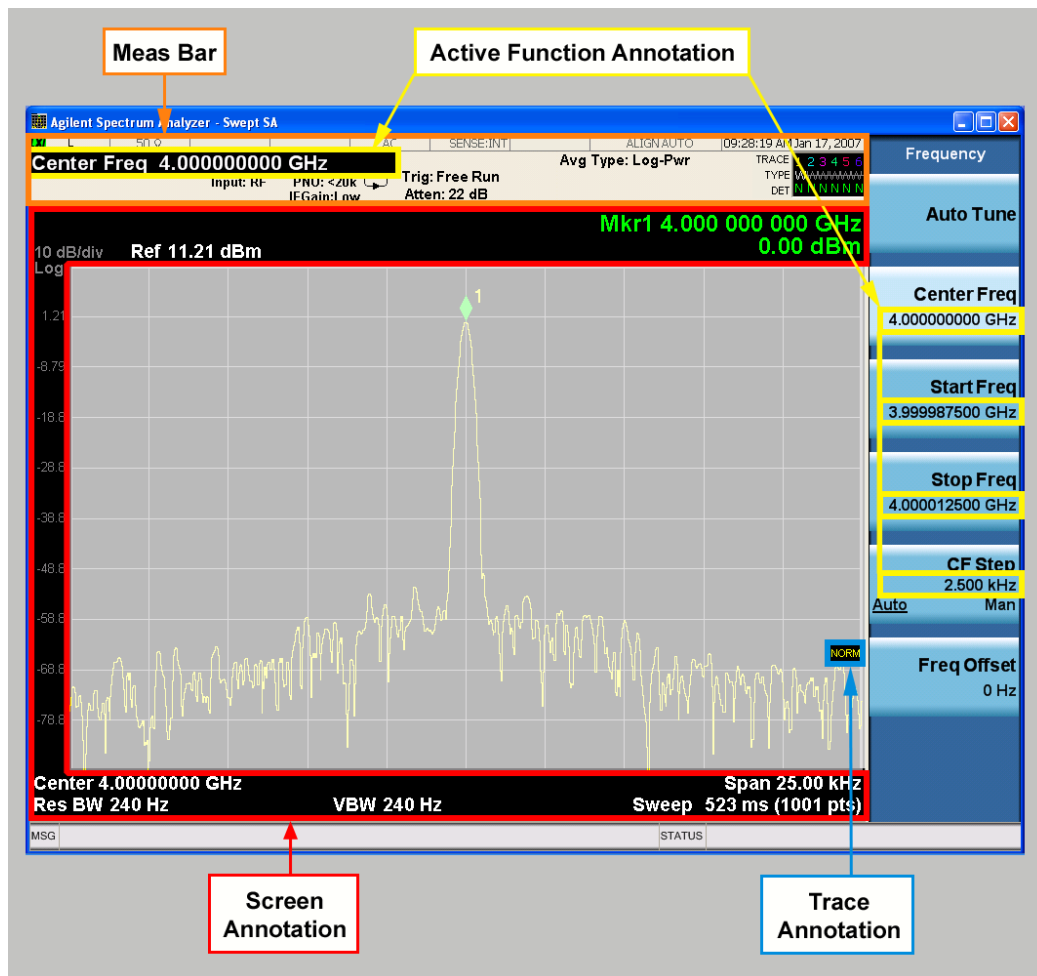 Meas Bar
Active Function Annotation
Agilent Spectrum Analyzer - Swept SA
L 50 Ω AC SENSE:INT ALIGN AUTO 09:28:19 AM Jan 17, 2007
Center Freq 4.000000000 GHz
Avg Type: Log-Pwr
TRACE 1 2 3 4 5 6
Input: RF PNO: <20k Trig: Free Run
TYPE
IFGain:Low Atten: 22 dB
DET N N N N N N
Frequency
Auto Tune
Mkr1 4.000 000 000 GHz
0.00 dBm
10 dB/div Ref 11.21 dBm
Log
1
1.21
-8.79
-18.8
-28.8
-38.8
-48.8
-58.8
-68.8
-78.8
NORM
Center Freq
4.000000000 GHz
Start Freq
3.999987500 GHz
Stop Freq
4.000012500 GHz
CF Step
2.500 kHz
Auto Man
Freq Offset
0 Hz
Center 4.00000000 GHz Span 25.00 kHz
Res BW 240 Hz VBW 240 Hz Sweep 523 ms (1001 pts)
MSG STATUS
Screen
Annotation
Trace
Annotation